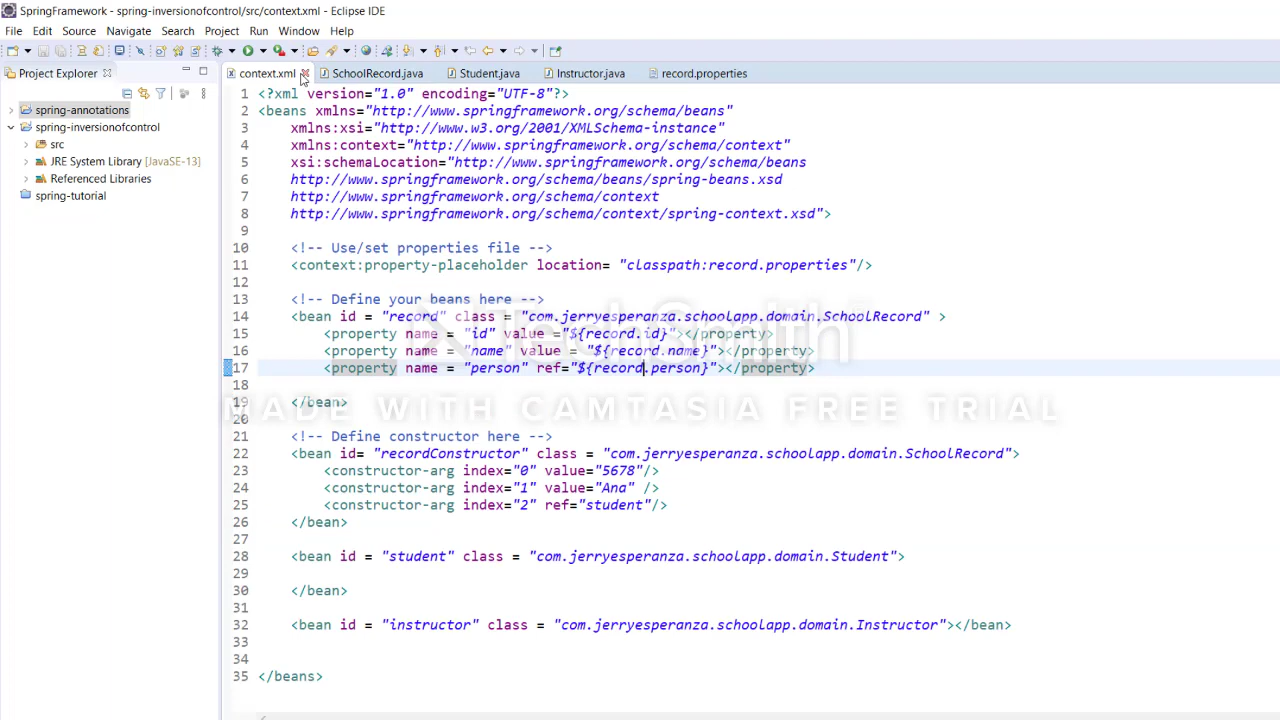 SpringFramework - spring-inversionofcontrol/src/context.xml - Eclipse IDE
File Edit Source Navigate Search Project Refactor Run Window Help
Project Explorer
context.xml SchoolRecord.java Student.java Instructor.java record.properties
spring-annotations
spring-inversionofcontrol
src
JRE System Library [JavaSE-13]
Referenced Libraries
spring-tutorial
1 <?xml version="1.0" encoding="UTF-8"?>
2 <beans xmlns="http://www.springframework.org/schema/beans"
3 xmlns:xsi="http://www.w3.org/2001/XMLSchema-instance"
4 xmlns:context="http://www.springframework.org/schema/context"
5 xsi:schemaLocation="http://www.springframework.org/schema/beans
6 http://www.springframework.org/schema/beans/spring-beans.xsd
7 http://www.springframework.org/schema/context
8 http://www.springframework.org/schema/context/spring-context.xsd">
9
10 <!-- Use/set properties file -->
11 <context:property-placeholder location= "classpath:record.properties"/>
12
13 <!-- Define your beans here -->
14 <bean id = "record" class = "com.jerryesperanza.schoolapp.domain.SchoolRecord" >
15 <property name = "id" value ="${record.id}"></property>
16 <property name = "name" value = "${record.name}"></property>
17 <property name = "person" ref="${record.person}"></property>
18
19 </bean>
20
21 <!-- Define constructor here -->
22 <bean id= "recordConstructor" class = "com.jerryesperanza.schoolapp.domain.SchoolRecord">
23 <constructor-arg index="0" value="5678"/>
24 <constructor-arg index="1" value="Ana" />
25 <constructor-arg index="2" ref="student"/>
26 </bean>
27
28 <bean id = "student" class = "com.jerryesperanza.schoolapp.domain.Student">
29
30 </bean>
31
32 <bean id = "instructor" class = "com.jerryesperanza.schoolapp.domain.Instructor"></bean>
33
34
35 </beans>
TechSmith®
MADE WITH CAMTASIA FREE TRIAL